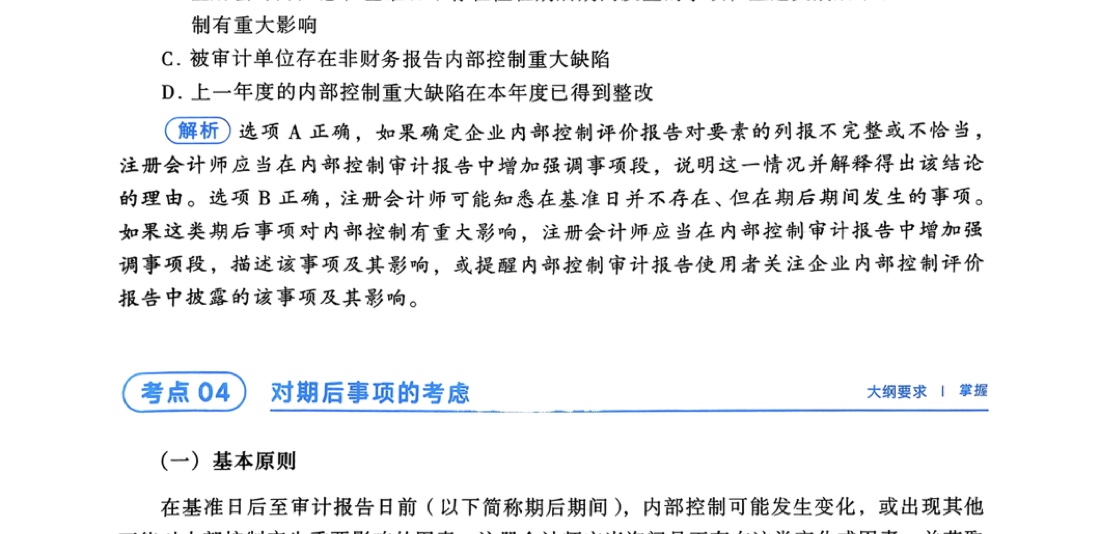 制有重大影响
C. 被审计单位存在非财务报告内部控制重大缺陷
D. 上一年度的内部控制重大缺陷在本年度已得到整改
解析 选项 A 正确，如果确定企业内部控制评价报告对要素的列报不完整或不恰当，
注册会计师应当在内部控制审计报告中增加强调事项段，说明这一情况并解释得出该结论
的理由。选项 B 正确，注册会计师可能知悉在基准日并不存在、但在期后期间发生的事项。
如果这类期后事项对内部控制有重大影响，注册会计师应当在内部控制审计报告中增加强
调事项段，描述该事项及其影响，或提醒内部控制审计报告使用者关注企业内部控制评价
报告中披露的该事项及其影响。
考点 04 对期后事项的考虑 大纲要求 | 掌握
（一）基本原则
在基准日后至审计报告日前（以下简称期后期间），内部控制可能发生变化，或出现其他